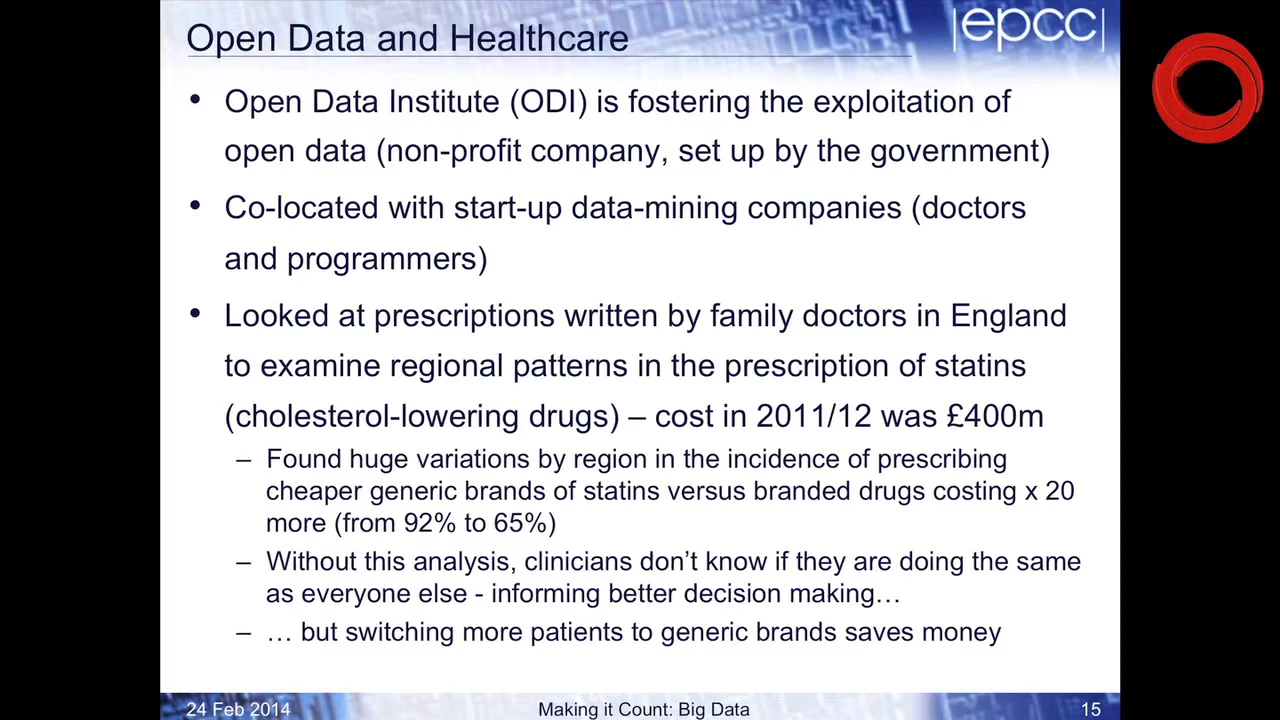 Open Data and Healthcare
|epcc|
• Open Data Institute (ODI) is fostering the exploitation of
open data (non-profit company, set up by the government)
• Co-located with start-up data-mining companies (doctors
and programmers)
• Looked at prescriptions written by family doctors in England
to examine regional patterns in the prescription of statins
(cholesterol-lowering drugs) – cost in 2011/12 was £400m
– Found huge variations by region in the incidence of prescribing
cheaper generic brands of statins versus branded drugs costing x 20
more (from 92% to 65%)
– Without this analysis, clinicians don’t know if they are doing the same
as everyone else - informing better decision making…
– … but switching more patients to generic brands saves money
24 Feb 2014
Making it Count: Big Data
15